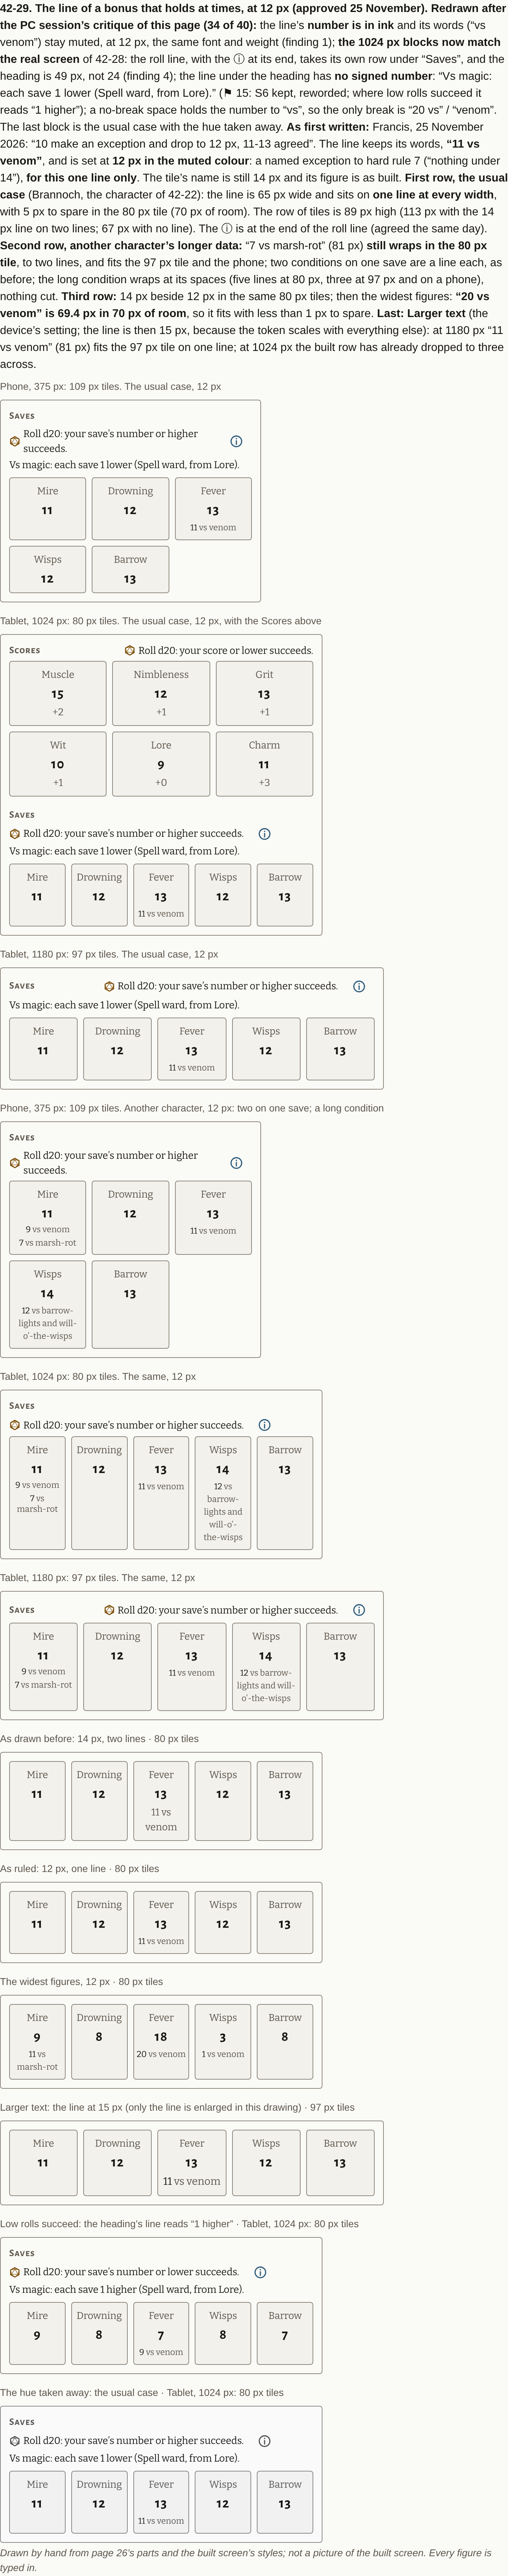 42-29. The line of a bonus that holds at times, at 12 px (approved 25 November). Redrawn after
the PC session's critique of this page (34 of 40): the line's number is in ink and its words (“vs
venom”) stay muted, at 12 px, the same font and weight (finding 1); the 1024 px blocks now match
the real screen of 42-28: the roll line, with the ⓘ at its end, takes its own row under “Saves”, and the
heading is 49 px, not 24 (finding 4); the line under the heading has no signed number: “Vs magic:
each save 1 lower (Spell ward, from Lore).” (⚑ 15: S6 kept, reworded; where low rolls succeed it
reads “1 higher”); a no-break space holds the number to “vs”, so the only break is “20 vs” / “venom”.
The last block is the usual case with the hue taken away. As first written: Francis, 25 November
2026: “10 make an exception and drop to 12, 11-13 agreed”. The line keeps its words, “11 vs
venom”, and is set at 12 px in the muted colour: a named exception to hard rule 7 (“nothing under
14”), for this one line only. The tile's name is still 14 px and its figure is as built. First row, the usual
case (Brannoch, the character of 42-22): the line is 65 px wide and sits on one line at every width,
with 5 px to spare in the 80 px tile (70 px of room). The row of tiles is 89 px high (113 px with the 14
px line on two lines; 67 px with no line). The ⓘ is at the end of the roll line (agreed the same day).
Second row, another character's longer data: “7 vs marsh-rot” (81 px) still wraps in the 80 px
tile, to two lines, and fits the 97 px tile and the phone; two conditions on one save are a line each, as
before; the long condition wraps at its spaces (five lines at 80 px, three at 97 px and on a phone),
nothing cut. Third row: 14 px beside 12 px in the same 80 px tiles; then the widest figures: “20 vs
venom” is 69.4 px in 70 px of room, so it fits with less than 1 px to spare. Last: Larger text (the
device's setting; the line is then 15 px, because the token scales with everything else): at 1180 px “11
vs venom” (81 px) fits the 97 px tile on one line; at 1024 px the built row has already dropped to three
across.
Phone, 375 px: 109 px tiles. The usual case, 12 px
SAVES
Roll d20: your save's number or higher
succeeds.
Vs magic: each save 1 lower (Spell ward, from Lore).
Mire Drowning Fever
11 12 13
11 vs venom
Wisps Barrow
12 13
Tablet, 1024 px: 80 px tiles. The usual case, 12 px, with the Scores above
SCORES Roll d20: your score or lower succeeds.
Muscle Nimbleness Grit
15 12 13
+2 +1 +1
Wit Lore Charm
10 9 11
+1 +0 +3
SAVES
Roll d20: your save's number or higher succeeds.
Vs magic: each save 1 lower (Spell ward, from Lore).
Mire Drowning Fever Wisps Barrow
11 12 13 12 13
11 vs venom
Tablet, 1180 px: 97 px tiles. The usual case, 12 px
SAVES Roll d20: your save's number or higher succeeds.
Vs magic: each save 1 lower (Spell ward, from Lore).
Mire Drowning Fever Wisps Barrow
11 12 13 12 13
11 vs venom
Phone, 375 px: 109 px tiles. Another character, 12 px: two on one save; a long condition
SAVES
Roll d20: your save's number or higher
succeeds.
Mire Drowning Fever
11 12 13
9 vs venom 11 vs venom
7 vs marsh-rot
Wisps Barrow
14 13
12 vs barrow-
lights and will-
o'-the-wisps
Tablet, 1024 px: 80 px tiles. The same, 12 px
SAVES
Roll d20: your save's number or higher succeeds.
Mire Drowning Fever Wisps Barrow
11 12 13 14 13
9 vs venom 11 vs venom 12 vs
7 vs barrow-
marsh-rot lights and
will-o'-
the-wisps
Tablet, 1180 px: 97 px tiles. The same, 12 px
SAVES Roll d20: your save's number or higher succeeds.
Mire Drowning Fever Wisps Barrow
11 12 13 14 13
9 vs venom 11 vs venom 12 vs barrow-
7 vs marsh-rot lights and will-
o'-the-wisps
As drawn before: 14 px, two lines · 80 px tiles
Mire Drowning Fever Wisps Barrow
11 12 13 12 13
11 vs
venom
As ruled: 12 px, one line · 80 px tiles
Mire Drowning Fever Wisps Barrow
11 12 13 12 13
11 vs venom
The widest figures, 12 px · 80 px tiles
Mire Drowning Fever Wisps Barrow
9 8 18 3 8
11 vs 20 vs venom 1 vs venom
marsh-rot
Larger text: the line at 15 px (only the line is enlarged in this drawing) · 97 px tiles
Mire Drowning Fever Wisps Barrow
11 12 13 12 13
11 vs venom
Low rolls succeed: the heading's line reads “1 higher” · Tablet, 1024 px: 80 px tiles
SAVES
Roll d20: your save's number or lower succeeds.
Vs magic: each save 1 higher (Spell ward, from Lore).
Mire Drowning Fever Wisps Barrow
9 8 7 8 7
9 vs venom
The hue taken away: the usual case · Tablet, 1024 px: 80 px tiles
SAVES
Roll d20: your save's number or higher succeeds.
Vs magic: each save 1 lower (Spell ward, from Lore).
Mire Drowning Fever Wisps Barrow
11 12 13 12 13
11 vs venom
Drawn by hand from page 26's parts and the built screen's styles; not a picture of the built screen. Every figure is
typed in.